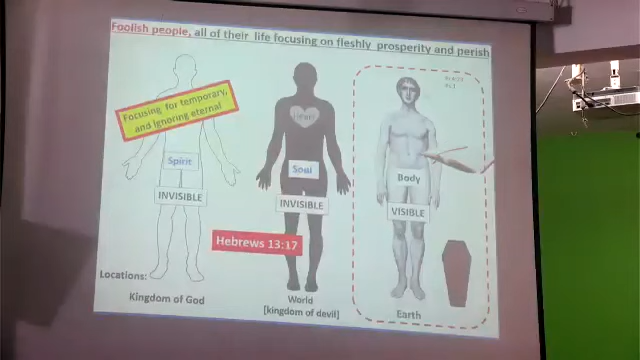 Foolish people, all of their life focusing on fleshly prosperity and perish
Focusing for temporary,
and ignoring eternal
Heart
Spirit
Soul
Body
INVISIBLE
INVISIBLE
VISIBLE
Hebrews 13:17
Locations:
Kingdom of God
World
[kingdom of devil]
Earth